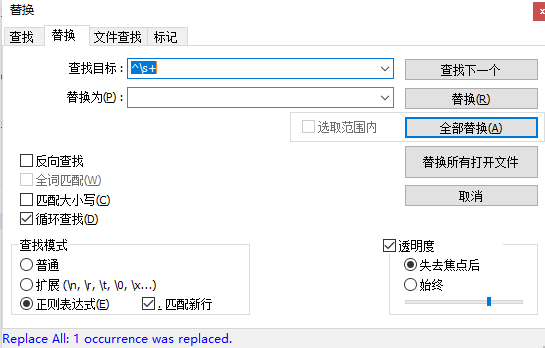 替换
查找 替换 文件查找 标记
查找目标： ^\s+ 查找下一个
替换为(P)： 替换(R)
选取范围内 全部替换(A)
反向查找 替换所有打开文件
全词匹配(W)
匹配大小写(C) 取消
循环查找(D)
查找模式 透明度
普通 失去焦点后
扩展 (\n, \r, \t, \0, \x...) 始终
正则表达式(E) . 匹配新行
Replace All: 1 occurrence was replaced.